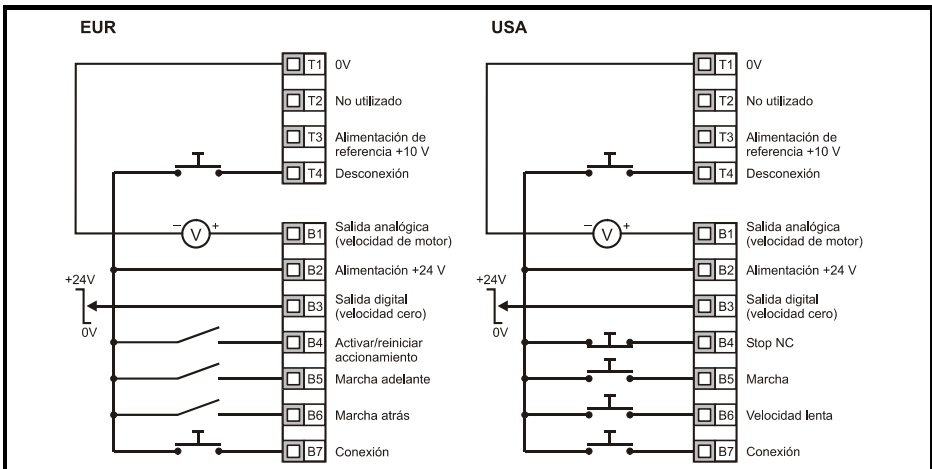 EUR
T1 0V
T2 No utilizado
T3 Alimentación de
referencia +10 V
T4 Desconexión
− V +
B1 Salida analógica
(velocidad de motor)
B2 Alimentación +24 V
+24V
0V
B3 Salida digital
(velocidad cero)
B4 Activar/reiniciar
accionamiento
B5 Marcha adelante
B6 Marcha atrás
B7 Conexión
USA
T1 0V
T2 No utilizado
T3 Alimentación de
referencia +10 V
T4 Desconexión
− V +
B1 Salida analógica
(velocidad de motor)
B2 Alimentación +24 V
+24V
0V
B3 Salida digital
(velocidad cero)
B4 Stop NC
B5 Marcha
B6 Velocidad lenta
B7 Conexión